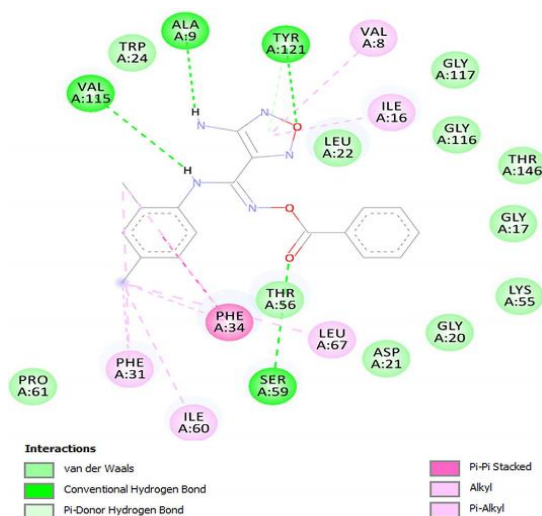 ALA
A:9
TYR
A:121
VAL
A:8
TRP
A:24
GLY
A:117
VAL
A:115
ILE
A:16
H
N
N
O
N
LEU
A:22
GLY
A:116
THR
A:146
H
N
N
O
O
GLY
A:17
THR
A:56
LYS
A:55
PHE
A:34
LEU
A:67
GLY
A:20
ASP
A:21
PHE
A:31
SER
A:59
PRO
A:61
ILE
A:60
Interactions
van der Waals
Conventional Hydrogen Bond
Pi-Donor Hydrogen Bond
Pi-Pi Stacked
Alkyl
Pi-Alkyl